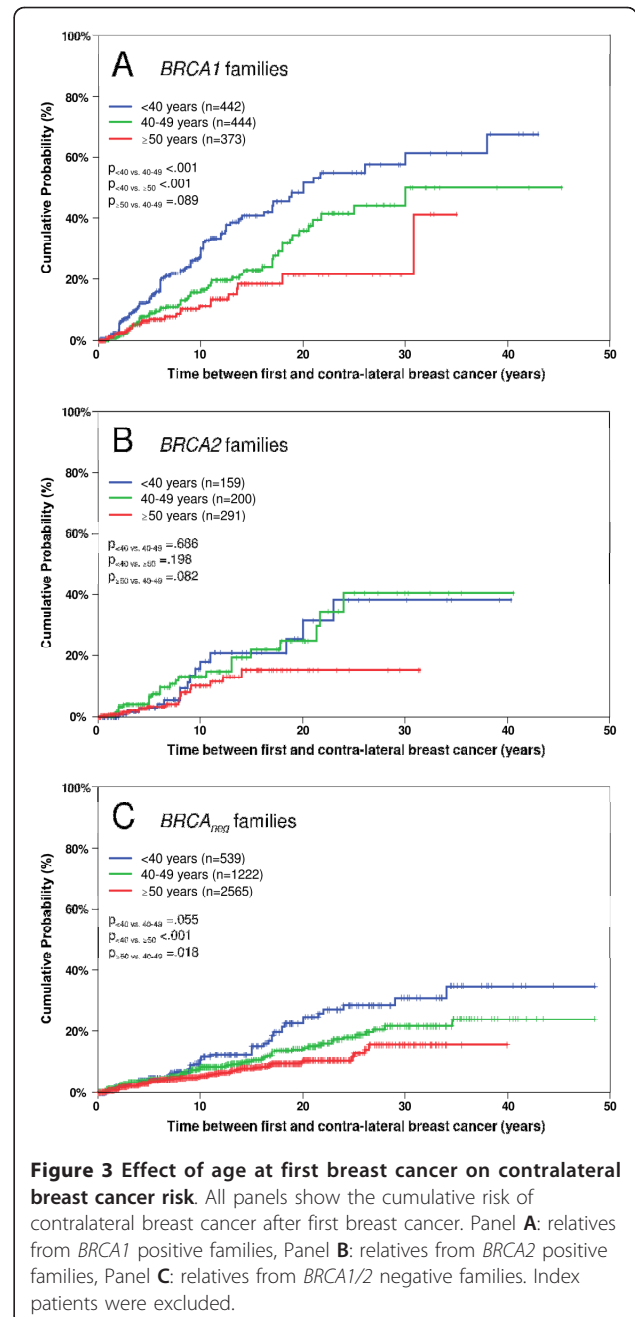 100%
80%
60%
40%
20%
0%
Cumulative Probability (%)
A BRCA1 families
<40 years (n=442)
40-49 years (n=444)
≥50 years (n=373)
p<40 vs. 40-49 <.001
p<40 vs. ≥50 <.001
p≥50 vs. 40-49 =.089
0 10 20 30 40 50
Time between first and contra-lateral breast cancer (years)
100%
80%
60%
40%
20%
0%
Cumulative Probability (%)
B BRCA2 families
<40 years (n=159)
40-49 years (n=200)
≥50 years (n=291)
p<40 vs. 40-49 =.686
p<40 vs. ≥50 =.198
p≥50 vs. 40-49 =.082
0 10 20 30 40 50
Time between first and contra-lateral breast cancer (years)
100%
80%
60%
40%
20%
0%
Cumulative Probability (%)
C BRCAneg families
<40 years (n=539)
40-49 years (n=1222)
≥50 years (n=2565)
p<40 vs. 40-49 =.055
p<40 vs. ≥50 <.001
p≥50 vs. 40-49 =.018
0 10 20 30 40 50
Time between first and contra-lateral breast cancer (years)
Figure 3 Effect of age at first breast cancer on contralateral
breast cancer risk. All panels show the cumulative risk of
contralateral breast cancer after first breast cancer. Panel A: relatives
from BRCA1 positive families, Panel B: relatives from BRCA2 positive
families, Panel C: relatives from BRCA1/2 negative families. Index
patients were excluded.